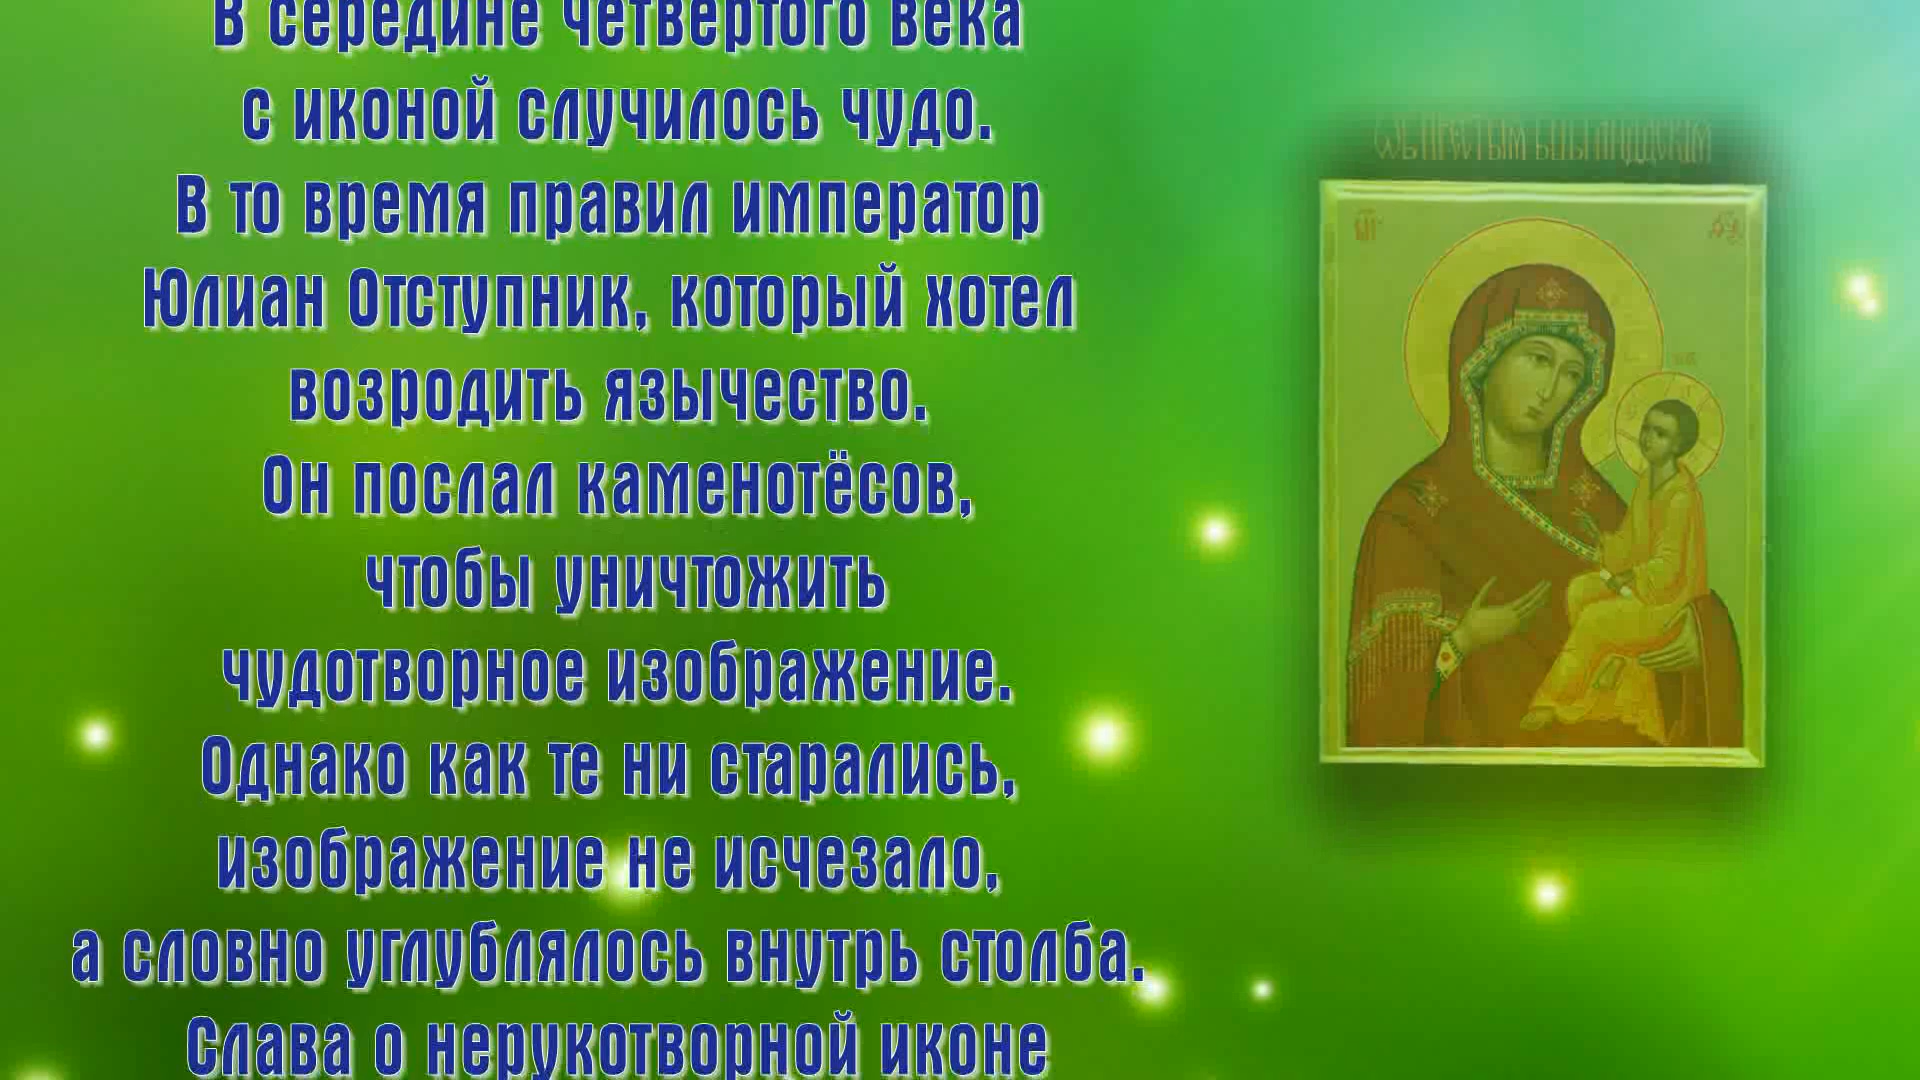 В середине четвертого века
с иконой случилось чудо.
В то время правил император
Юлиан Отступник, который хотел
возродить язычество.
Он послал каменотёсов,
чтобы уничтожить
чудотворное изображение.
Однако как те ни старались,
изображение не исчезало,
а словно углублялось внутрь столба.
Слава о нерукотворной иконе